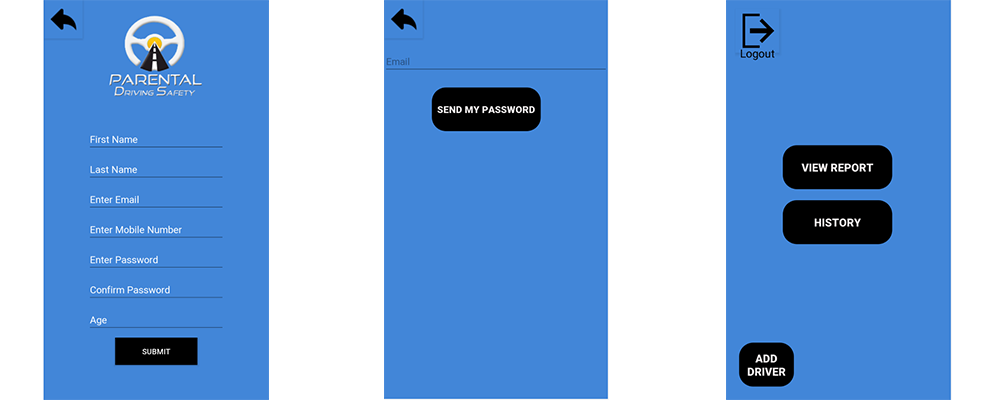 PARENTAL
DRIVING SAFETY
First Name
Last Name
Enter Email
Enter Mobile Number
Enter Password
Confirm Password
Age
SUBMIT
Email
SEND MY PASSWORD
Logout
VIEW REPORT
HISTORY
ADD
DRIVER